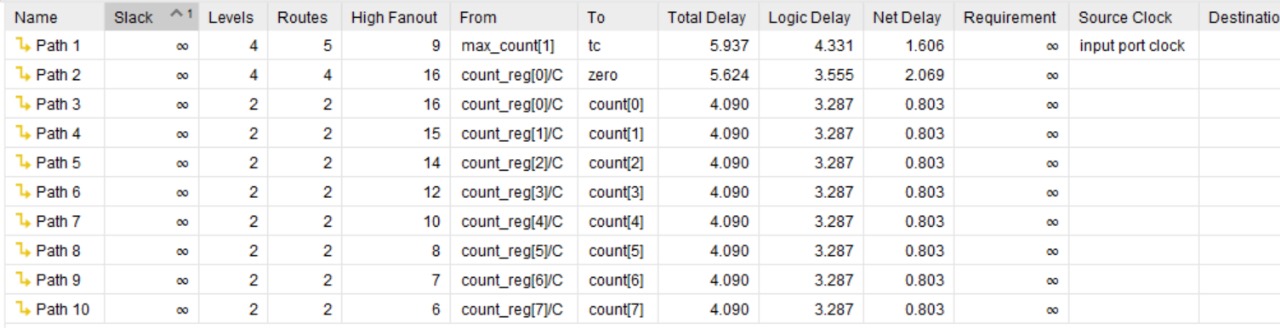 Name Slack 1 Levels Routes High Fanout From To Total Delay Logic Delay Net Delay Requirement Source Clock Destinatio
Path 1 ∞ 4 5 9 max_count[1] tc 5.937 4.331 1.606 ∞ input port clock
Path 2 ∞ 4 4 16 count_reg[0]/C zero 5.624 3.555 2.069 ∞
Path 3 ∞ 2 2 16 count_reg[0]/C count[0] 4.090 3.287 0.803 ∞
Path 4 ∞ 2 2 15 count_reg[1]/C count[1] 4.090 3.287 0.803 ∞
Path 5 ∞ 2 2 14 count_reg[2]/C count[2] 4.090 3.287 0.803 ∞
Path 6 ∞ 2 2 12 count_reg[3]/C count[3] 4.090 3.287 0.803 ∞
Path 7 ∞ 2 2 10 count_reg[4]/C count[4] 4.090 3.287 0.803 ∞
Path 8 ∞ 2 2 8 count_reg[5]/C count[5] 4.090 3.287 0.803 ∞
Path 9 ∞ 2 2 7 count_reg[6]/C count[6] 4.090 3.287 0.803 ∞
Path 10 ∞ 2 2 6 count_reg[7]/C count[7] 4.090 3.287 0.803 ∞